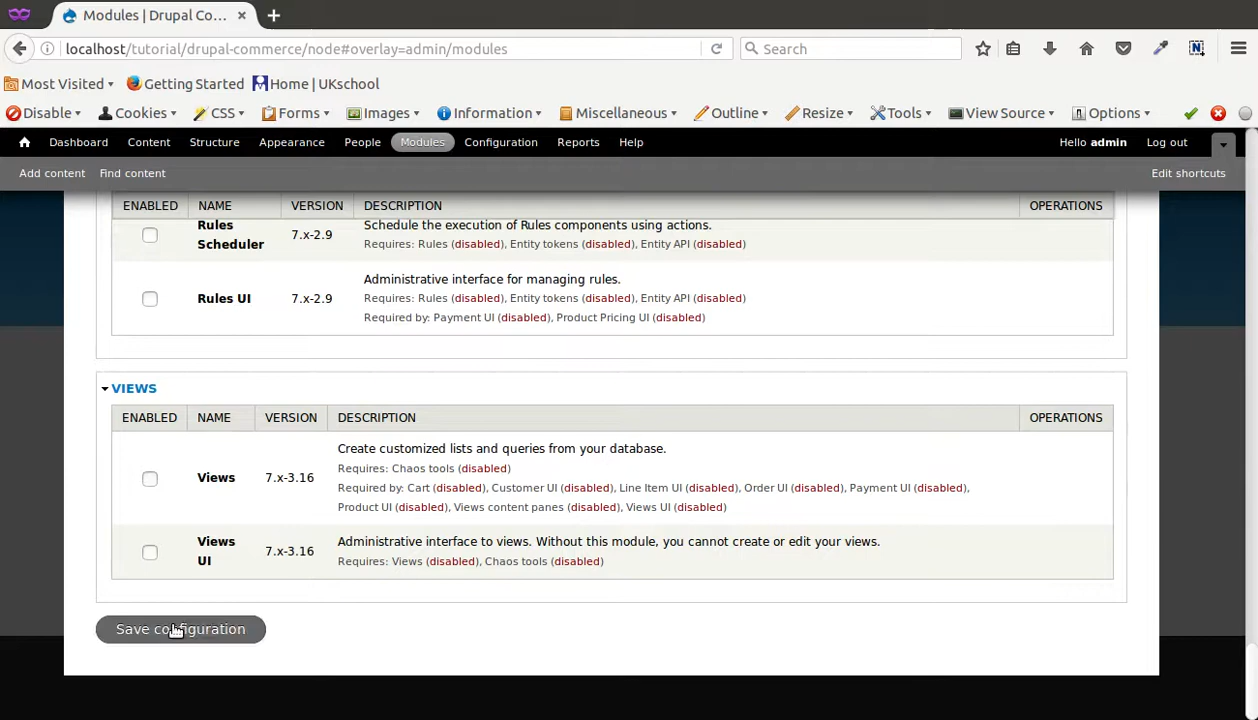 Modules | Drupal Co...
localhost/tutorial/drupal-commerce/node#overlay=admin/modules
Search
Most Visited
Getting Started
Home | UKschool
Disable
Cookies
CSS
Forms
Images
Information
Miscellaneous
Outline
Resize
Tools
View Source
Options
Dashboard
Content
Structure
Appearance
People
Modules
Configuration
Reports
Help
Hello admin
Log out
Add content
Find content
Edit shortcuts
ENABLED
NAME
VERSION
DESCRIPTION
OPERATIONS
Rules
Scheduler
7.x-2.9
Schedule the execution of Rules components using actions.
Requires: Rules (disabled), Entity tokens (disabled), Entity API (disabled)
Rules UI
7.x-2.9
Administrative interface for managing rules.
Requires: Rules (disabled), Entity tokens (disabled), Entity API (disabled)
Required by: Payment UI (disabled), Product Pricing UI (disabled)
VIEWS
ENABLED
NAME
VERSION
DESCRIPTION
OPERATIONS
Views
7.x-3.16
Create customized lists and queries from your database.
Requires: Chaos tools (disabled)
Required by: Cart (disabled), Customer UI (disabled), Line Item UI (disabled), Order UI (disabled), Payment UI (disabled),
Product UI (disabled), Views content panes (disabled), Views UI (disabled)
Views
UI
7.x-3.16
Administrative interface to views. Without this module, you cannot create or edit your views.
Requires: Views (disabled), Chaos tools (disabled)
Save configuration